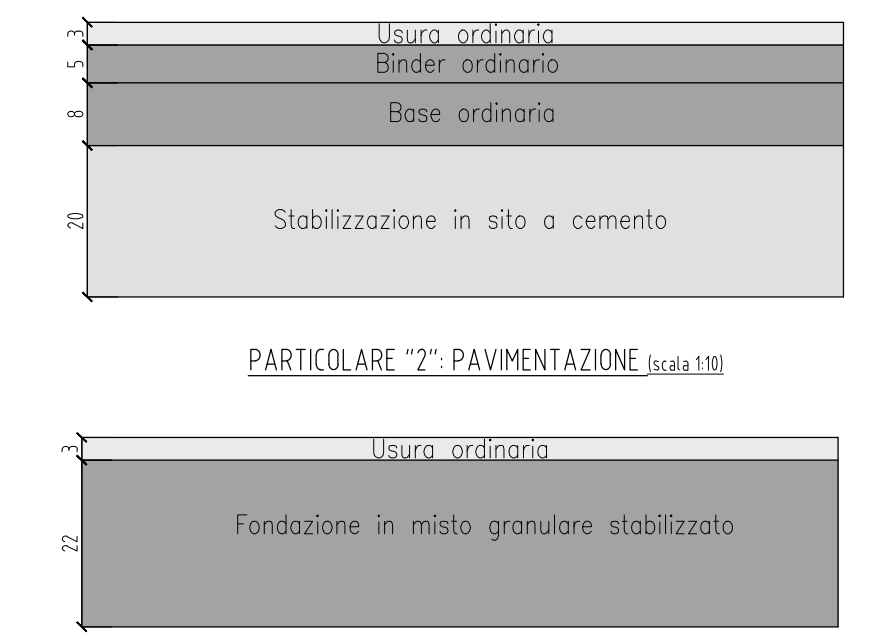 3 Usura ordinaria
5 Binder ordinario
8 Base ordinaria
20 Stabilizzazione in sito a cemento
PARTICOLARE "2": PAVIMENTAZIONE (scala 1:10)
3 Usura ordinaria
22 Fondazione in misto granulare stabilizzato